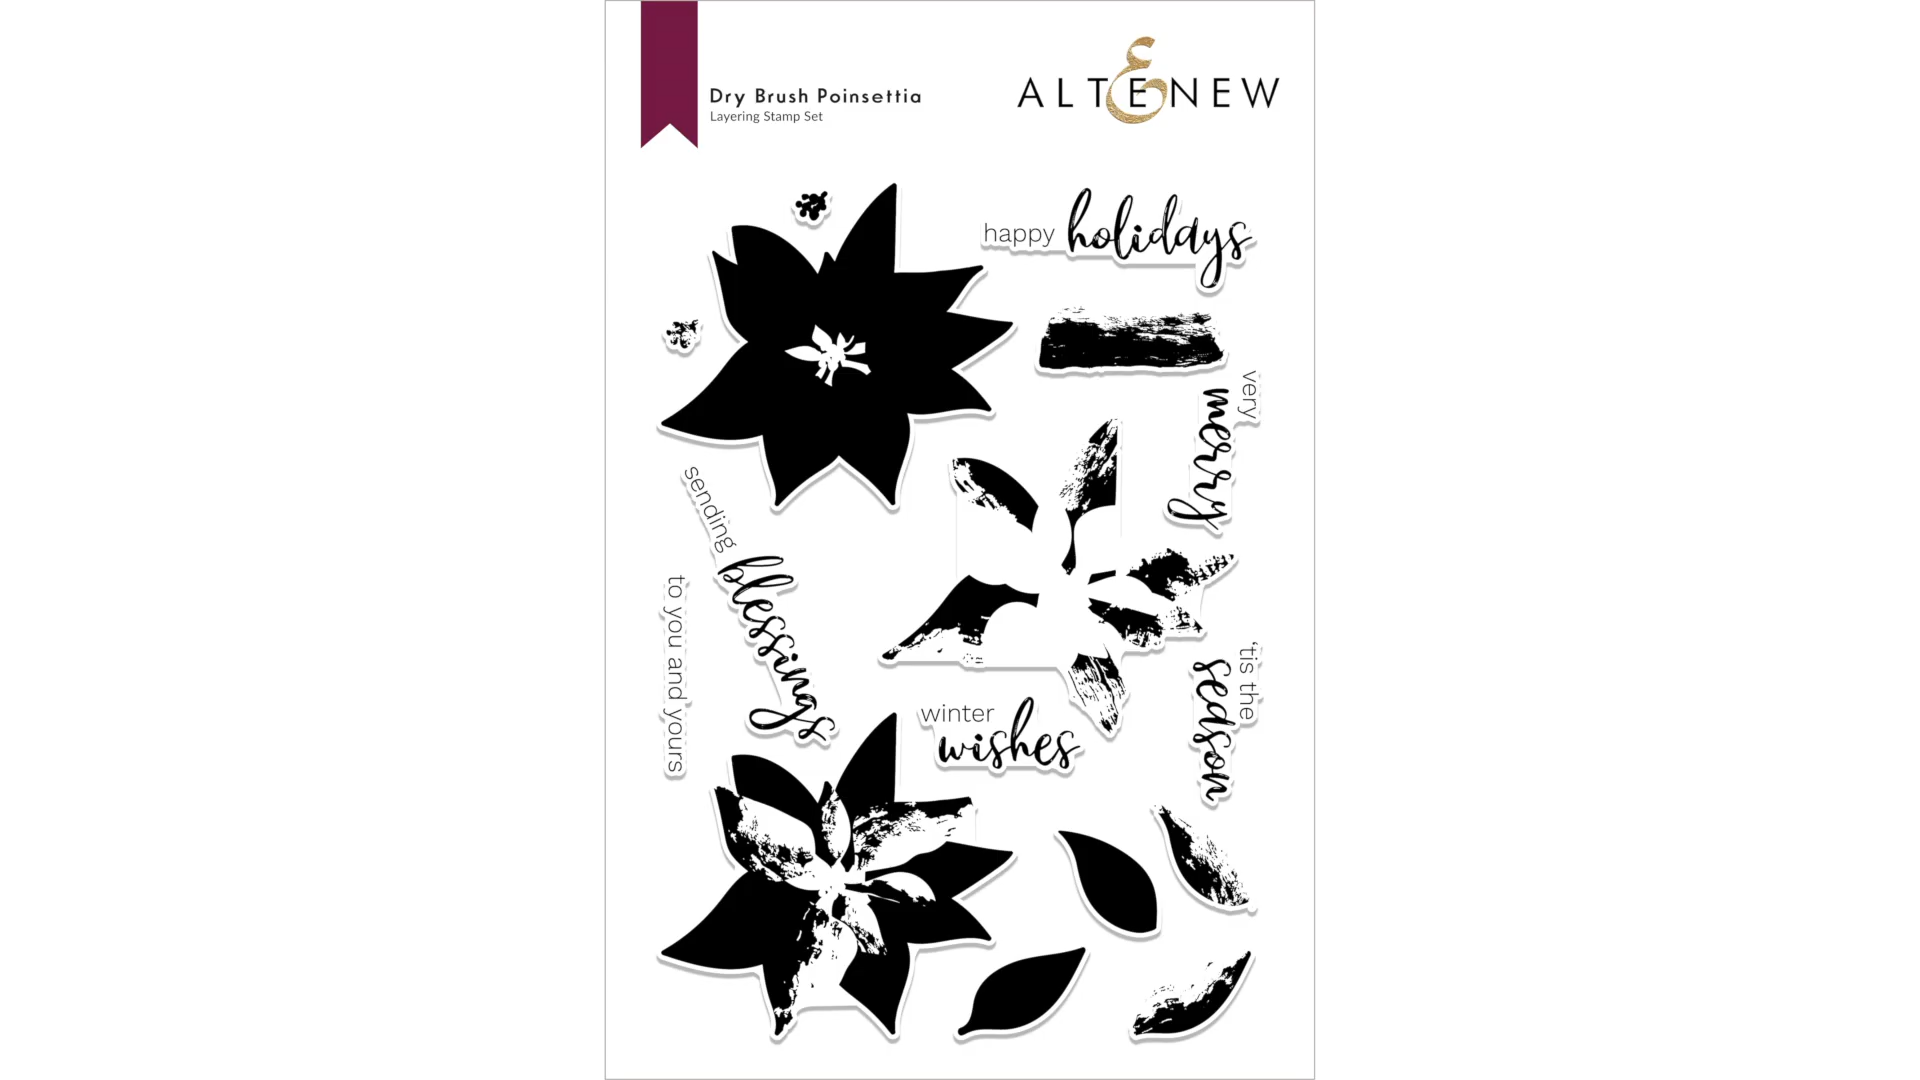 Dry Brush Poinsettia
Layering Stamp Set
ALTENEW
happy holidays
very
merry
sending
blessings
to you and yours
winter
wishes
'tis the
season